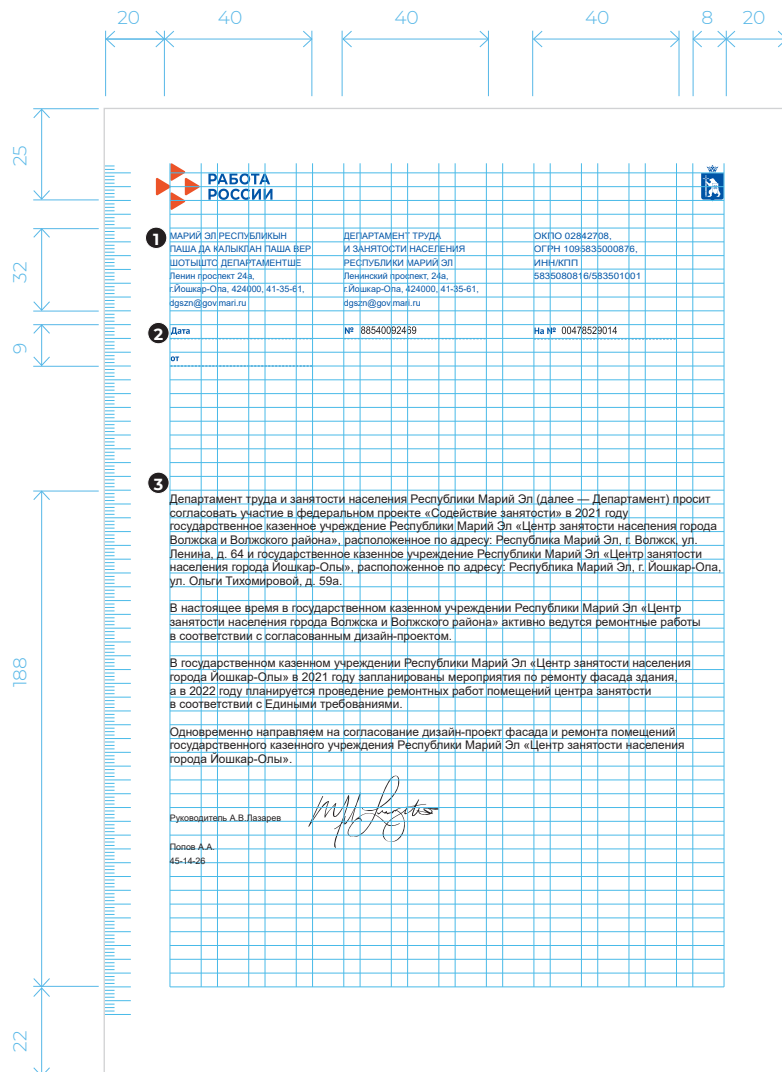 20 40 40 40 8 20
25
РАБОТА
РОССИИ
1
МАРИЙ ЭЛ РЕСПУБЛИКЫН
ПАША ДА КАЛЫКЛАН ПАША ВЕР
ШОТЫШТО ДЕПАРТАМЕНТШЕ
Ленин проспект 24а,
г.Йошкар-Ола, 424000, 41-35-61,
dgszn@gov.mari.ru
ДЕПАРТАМЕНТ ТРУДА
И ЗАНЯТОСТИ НАСЕЛЕНИЯ
РЕСПУБЛИКИ МАРИЙ ЭЛ
Ленинский проспект, 24а,
г.Йошкар-Ола, 424000, 41-35-61,
dgszn@gov.mari.ru
ОКПО 02842708,
ОГРН 1095835000876,
ИНН/КПП
5835080816/583501001
32
2
Дата
№ 88540092469
На № 00478529014
от
9
3
Департамент труда и занятости населения Республики Марий Эл (далее — Департамент) просит
согласовать участие в федеральном проекте «Содействие занятости» в 2021 году
государственное казенное учреждение Республики Марий Эл «Центр занятости населения города
Волжска и Волжского района», расположенное по адресу: Республика Марий Эл, г. Волжск, ул.
Ленина, д. 64 и государственное казенное учреждение Республики Марий Эл «Центр занятости
населения города Йошкар-Олы», расположенное по адресу: Республика Марий Эл, г. Йошкар-Ола,
ул. Ольги Тихомировой, д. 59а.
В настоящее время в государственном казенном учреждении Республики Марий Эл «Центр
занятости населения города Волжска и Волжского района» активно ведутся ремонтные работы
в соответствии с согласованным дизайн-проектом.
В государственном казенном учреждении Республики Марий Эл «Центр занятости населения
города Йошкар-Олы» в 2021 году запланированы мероприятия по ремонту фасада здания,
а в 2022 году планируется проведение ремонтных работ помещений центра занятости
в соответствии с Едиными требованиями.
Одновременно направляем на согласование дизайн-проект фасада и ремонта помещений
государственного казенного учреждения Республики Марий Эл «Центр занятости населения
города Йошкар-Олы».
188
Руководитель А.В.Лазарев
Попов А.А.
45-14-26
22